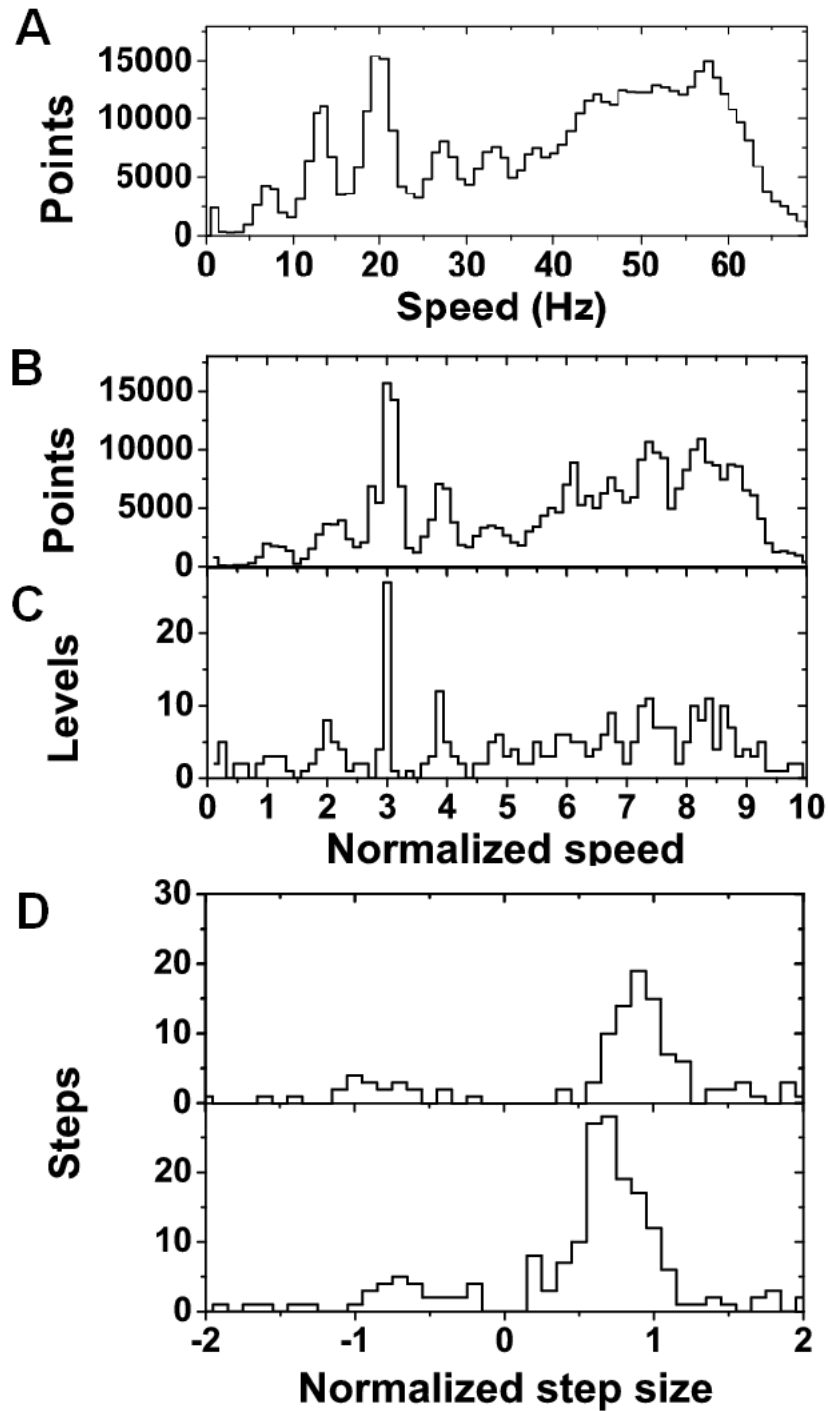 A
Points
15000
10000
5000
0
0 10 20 30 40 50 60
Speed (Hz)
B
Points
15000
10000
5000
0
C
Levels
20
10
0
0 1 2 3 4 5 6 7 8 9 10
Normalized speed
D
Steps
30
20
10
0
20
10
0
-2 -1 0 1 2
Normalized step size